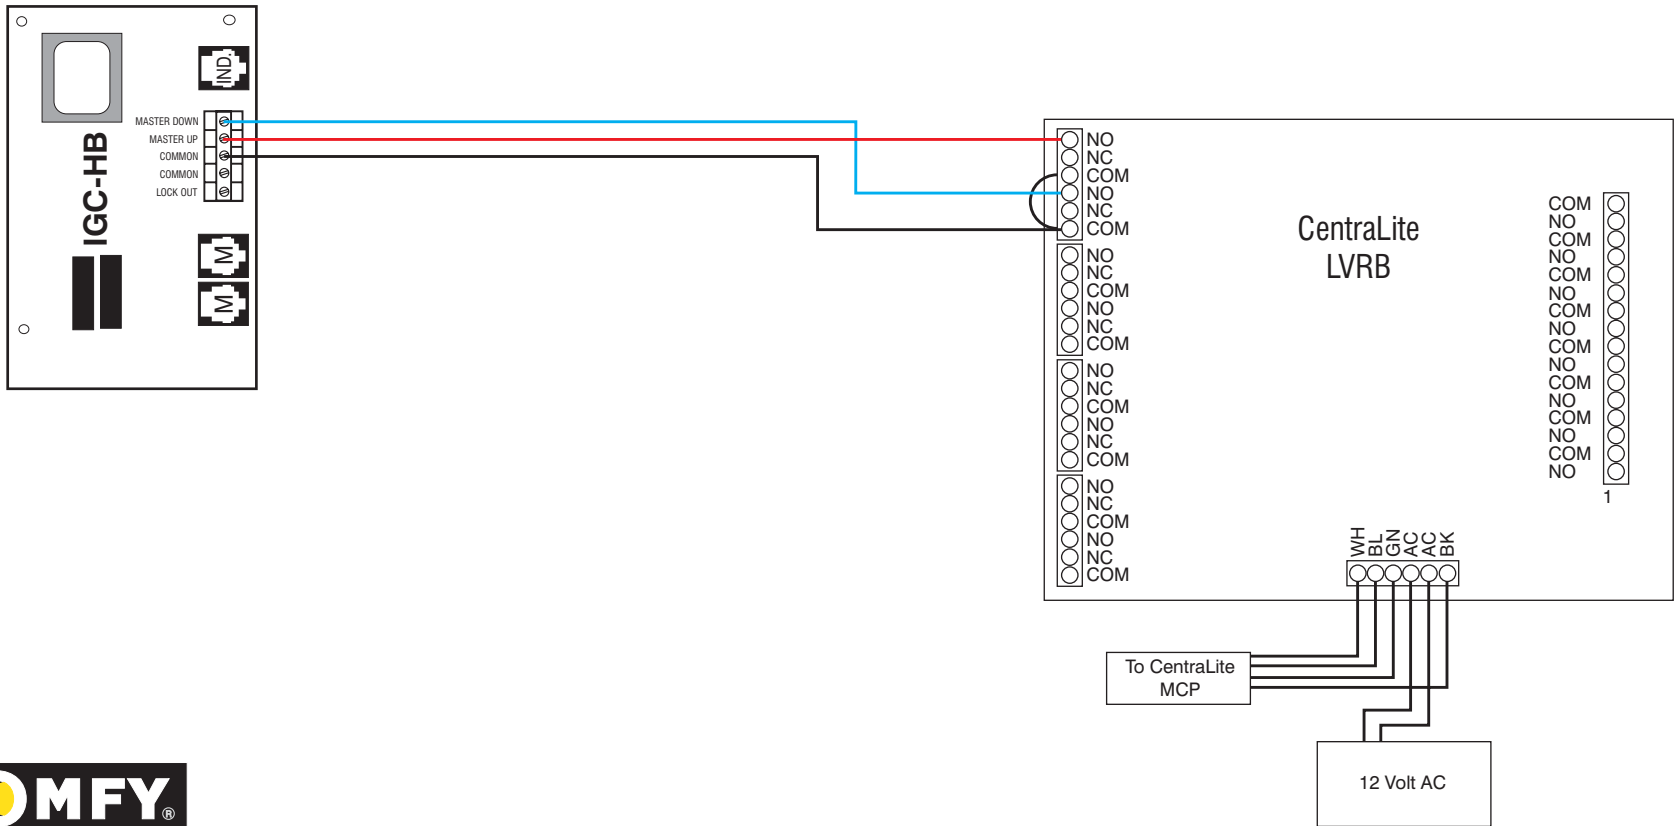 IND.
MASTER DOWN
MASTER UP
COMMON
COMMON
LOCK OUT
IGC-HB
M
M
NO
NC
COM
NO
NC
COM
NO
NC
COM
NO
NC
COM
NO
NC
COM
NO
NC
COM
NO
NC
COM
NO
NC
COM
CentraLite
LVRB
COM
NO
COM
NO
COM
NO
COM
NO
COM
NO
COM
NO
COM
NO
COM
NO
1
WH
BL
GN
AC
AC
BK
To CentraLite
MCP
12 Volt AC
OMFY®